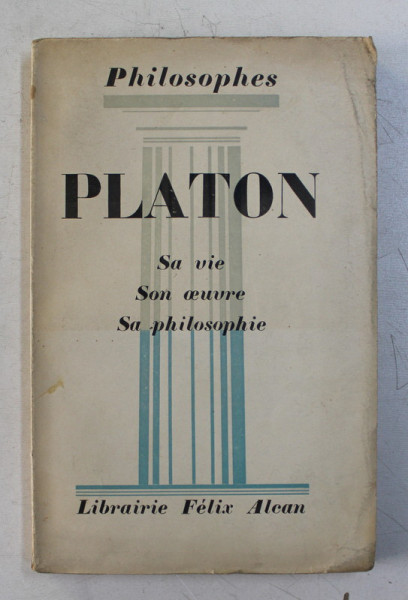 Philosophes
PLATON
Sa vie
Son œuvre
Sa philosophie
Librairie Félix Alcan